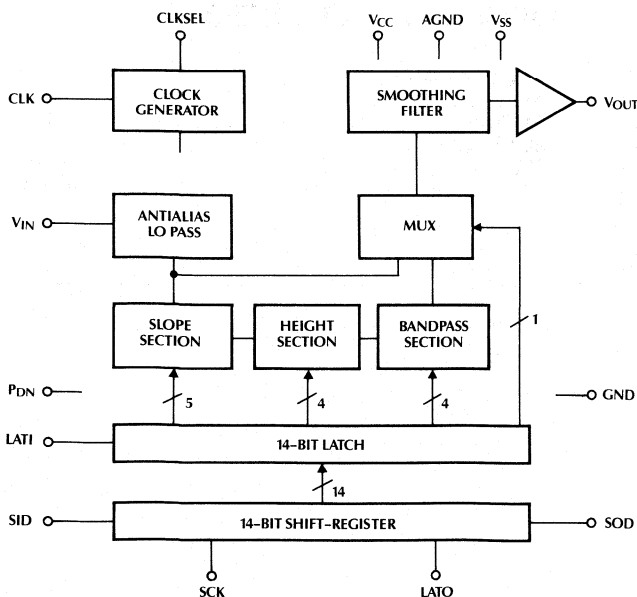 CLKSEL
VCC
AGND
VSS
CLK
CLOCK
GENERATOR
SMOOTHING
FILTER
VOUT
VIN
ANTIALIAS
LO PASS
MUX
SLOPE
SECTION
HEIGHT
SECTION
BANDPASS
SECTION
1
PDN
5
4
4
GND
LATI
14-BIT LATCH
14
SID
14-BIT SHIFT-REGISTER
SOD
SCK
LATO